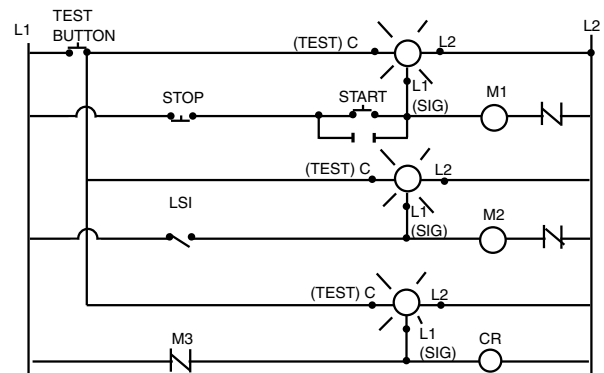 TEST
BUTTON
L1
L2
(TEST) C
L2
L1
(SIG)
STOP
START
M1
(TEST) C
L2
LSI
L1
(SIG)
M2
(TEST) C
L2
M3
L1
(SIG)
CR